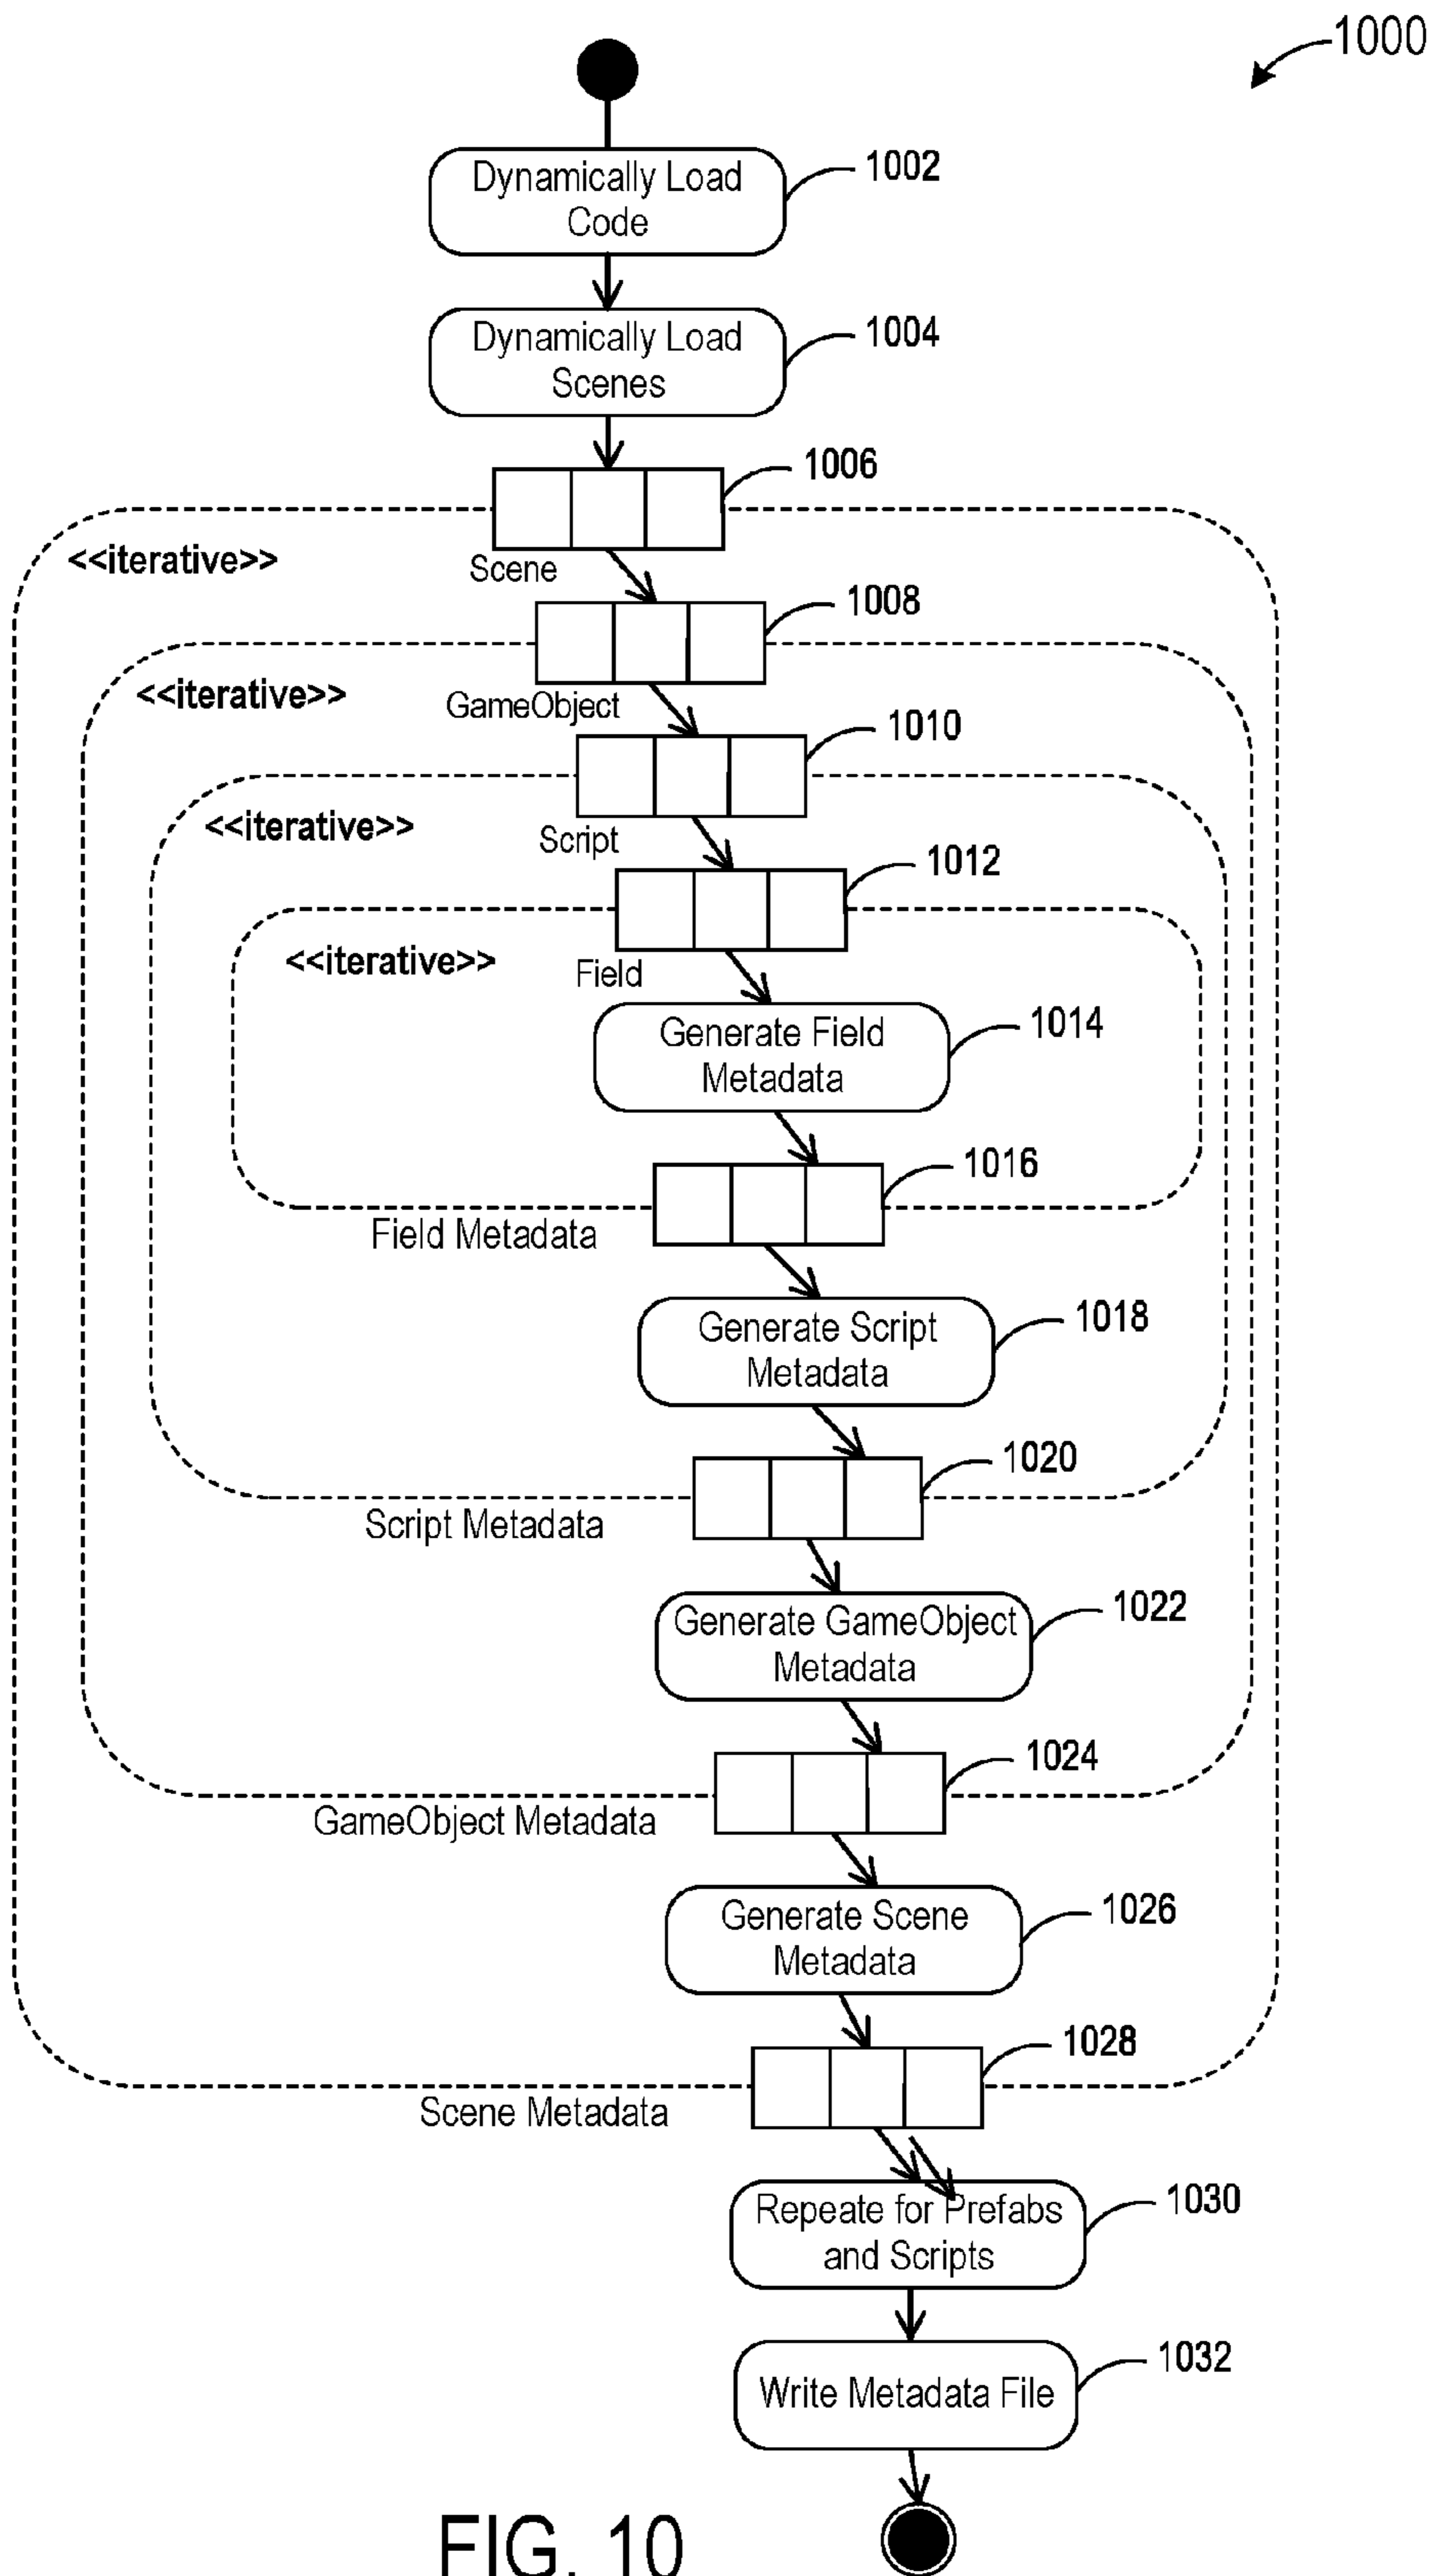 1000
Dynamically Load
Code
1002
Dynamically Load
Scenes
1004
1006
<<iterative>>
Scene
1008
<<iterative>>
GameObject
1010
<<iterative>>
Script
1012
<<iterative>>
Field
Generate Field
Metadata
1014
1016
Field Metadata
Generate Script
Metadata
1018
1020
Script Metadata
Generate GameObject
Metadata
1022
1024
GameObject Metadata
Generate Scene
Metadata
1026
1028
Scene Metadata
Repeate for Prefabs
and Scripts
1030
Write Metadata File
1032
FIG. 10